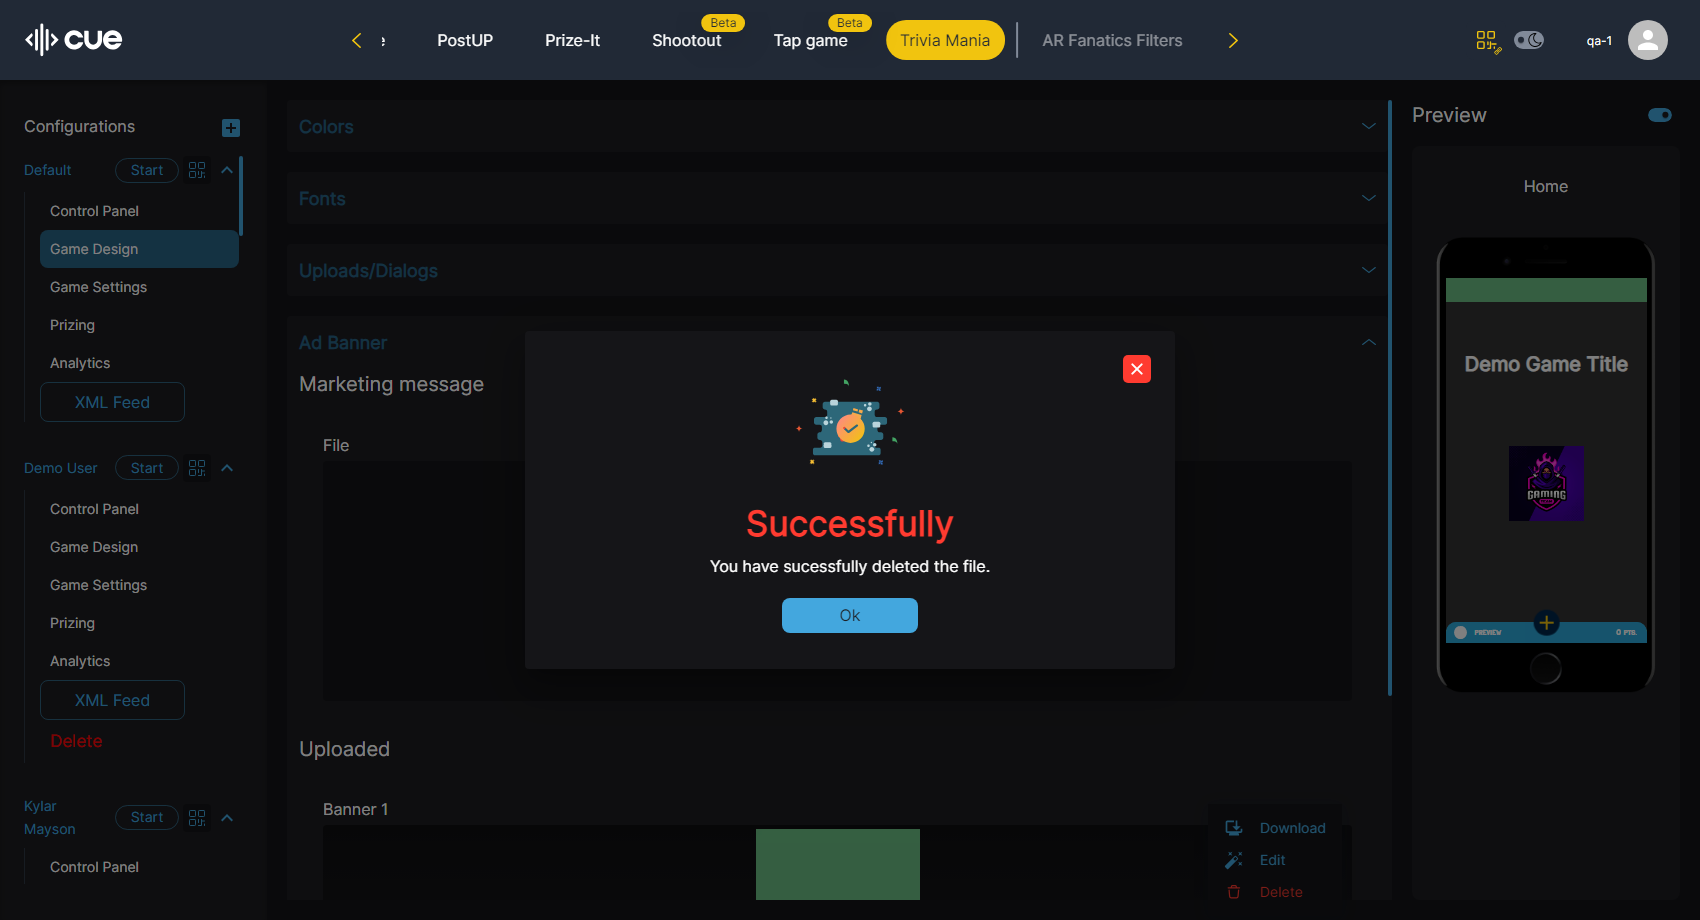 cue
PostUP
Prize-It
Beta
Shootout
Beta
Tap game
Trivia Mania
AR Fanatics Filters
qa-1
Configurations
Default
Start
Control Panel
Game Design
Game Settings
Prizing
Analytics
XML Feed
Demo User
Start
Control Panel
Game Design
Game Settings
Prizing
Analytics
XML Feed
Delete
Kylar
Mayson
Start
Control Panel
Colors
Fonts
Uploads/Dialogs
Ad Banner
Marketing message
File
Successfully
You have sucessfully deleted the file.
Ok
Uploaded
Banner 1
Download
Edit
Delete
Preview
Home
Demo Game Title
GAMING
PREVIEW
0 PTS.